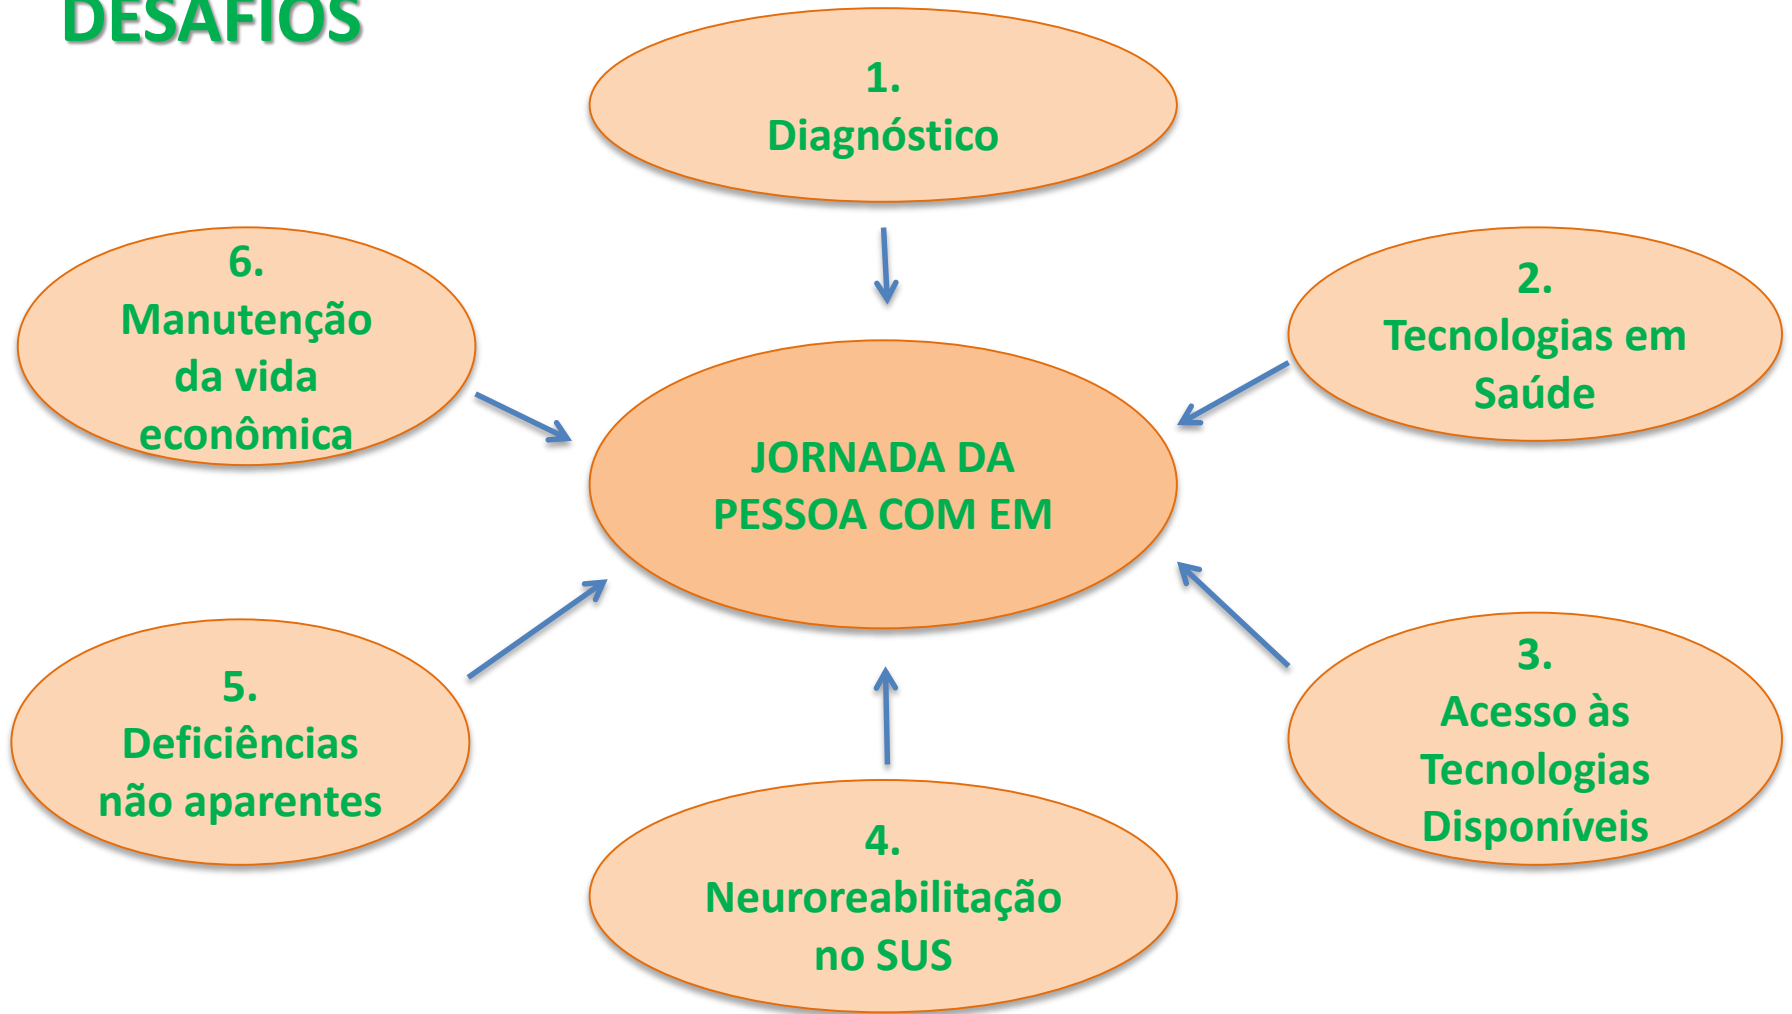 DESAFIOS
1.
Diagnóstico
2.
Tecnologias em
Saúde
3.
Acesso às
Tecnologias
Disponíveis
4.
Neuroreabilitação
no SUS
5.
Deficiências
não aparentes
6.
Manutenção
da vida
econômica
JORNADA DA
PESSOA COM EM